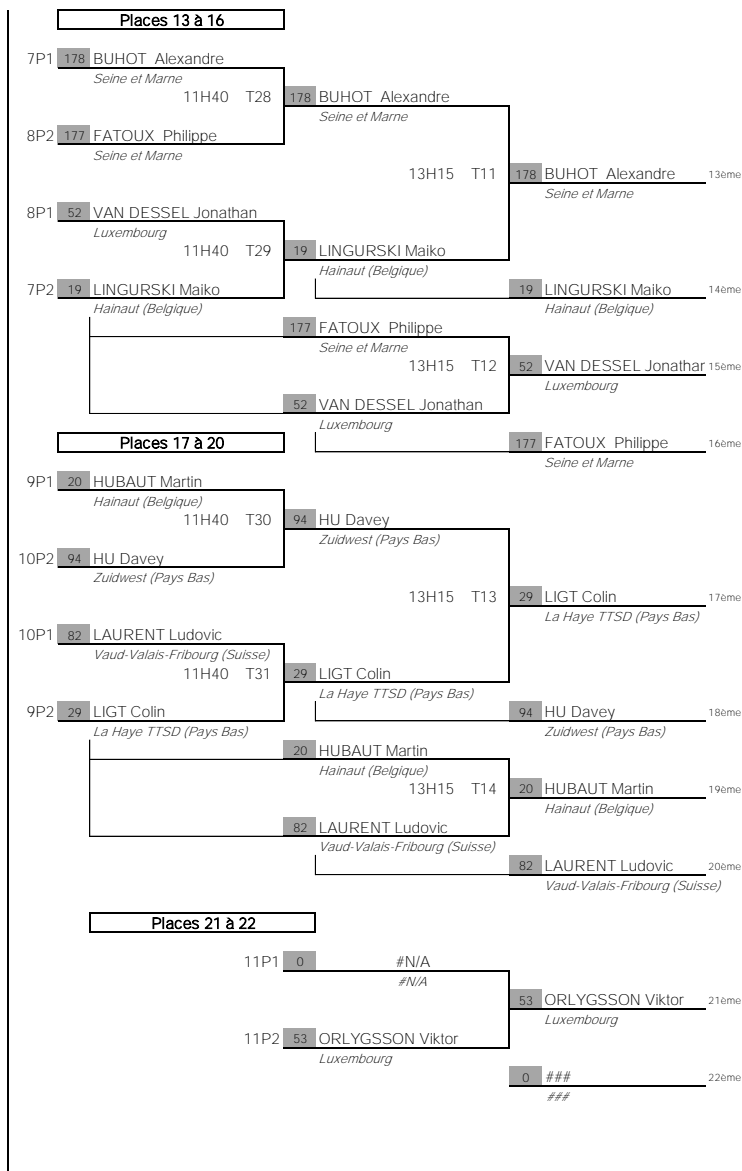 Places 13 à 16
7P1 178 BUHOT Alexandre
Seine et Marne
11H40 T28 178 BUHOT Alexandre
Seine et Marne
8P2 177 FATOUX Philippe
Seine et Marne
13H15 T11 178 BUHOT Alexandre 13ème
Seine et Marne
8P1 52 VAN DESSEL Jonathan
Luxembourg
11H40 T29 19 LINGURSKI Maiko
Hainaut (Belgique)
7P2 19 LINGURSKI Maiko 19 LINGURSKI Maiko 14ème
Hainaut (Belgique) Hainaut (Belgique)
177 FATOUX Philippe
Seine et Marne
13H15 T12 52 VAN DESSEL Jonathar 15ème
Luxembourg
52 VAN DESSEL Jonathan
Luxembourg
Places 17 à 20 177 FATOUX Philippe 16ème
Seine et Marne
9P1 20 HUBAUT Martin
Hainaut (Belgique)
11H40 T30 94 HU Davey
Zuidwest (Pays Bas)
10P2 94 HU Davey
Zuidwest (Pays Bas)
13H15 T13 29 LIGT Colin 17ème
La Haye TTSD (Pays Bas)
10P1 82 LAURENT Ludovic
Vaud-Valais-Fribourg (Suisse)
11H40 T31 29 LIGT Colin
La Haye TTSD (Pays Bas)
9P2 29 LIGT Colin 94 HU Davey 18ème
La Haye TTSD (Pays Bas) Zuidwest (Pays Bas)
20 HUBAUT Martin
Hainaut (Belgique)
13H15 T14 20 HUBAUT Martin 19ème
Hainaut (Belgique)
82 LAURENT Ludovic
Vaud-Valais-Fribourg (Suisse)
82 LAURENT Ludovic 20ème
Vaud-Valais-Fribourg (Suisse)
Places 21 à 22
11P1 0 #N/A
#N/A
53 ORLYGSSON Viktor 21ème
Luxembourg
11P2 53 ORLYGSSON Viktor
Luxembourg
0 ### 22ème
###